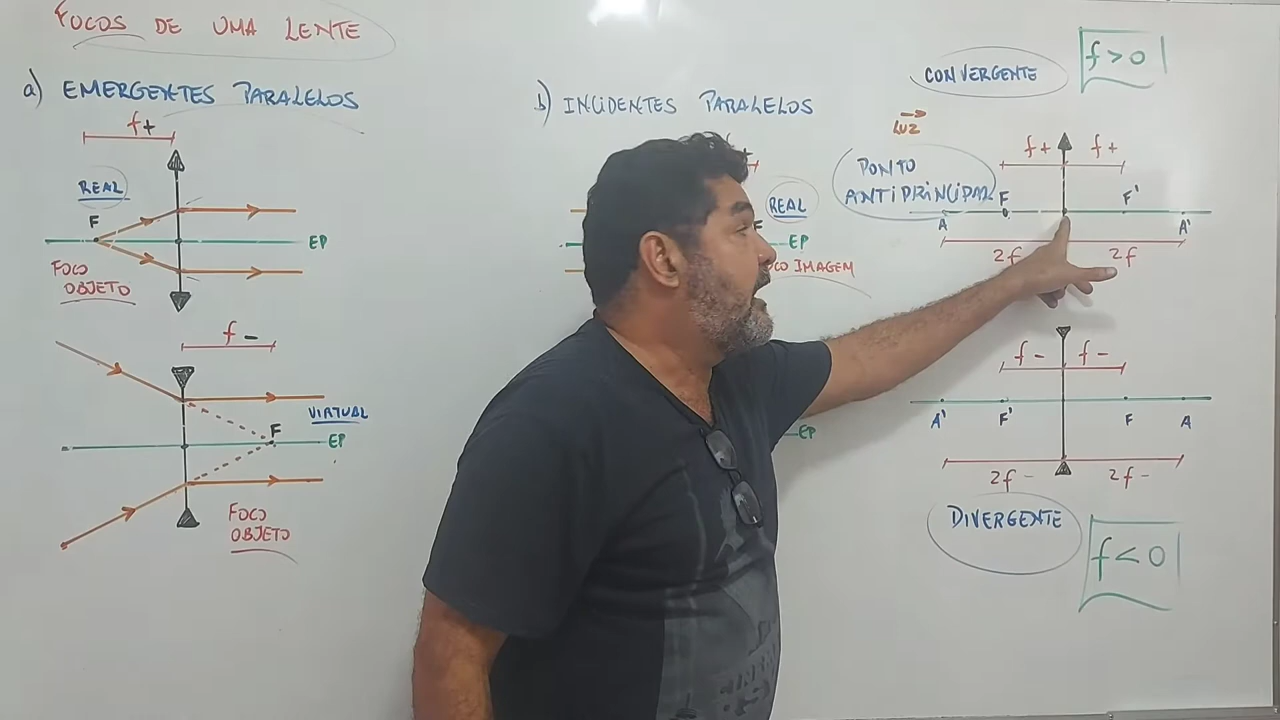 FOCOS DE UMA LENTE
a) EMERGENTES PARALELOS
f+
REAL
F
EP
FOCO
OBJETO
f -
VIRTUAL
F
EP
FOCO
OBJETO
b) INCIDENTES PARALELOS
REAL
EP
IMAGEM
EP
CONVERGENTE
f > 0
LUZ
PONTO
ANTIPRINCIPAL
f+ f+
F F'
A A'
2f 2f
f - f -
A' F' F A
2f - 2f -
DIVERGENTE
f < 0